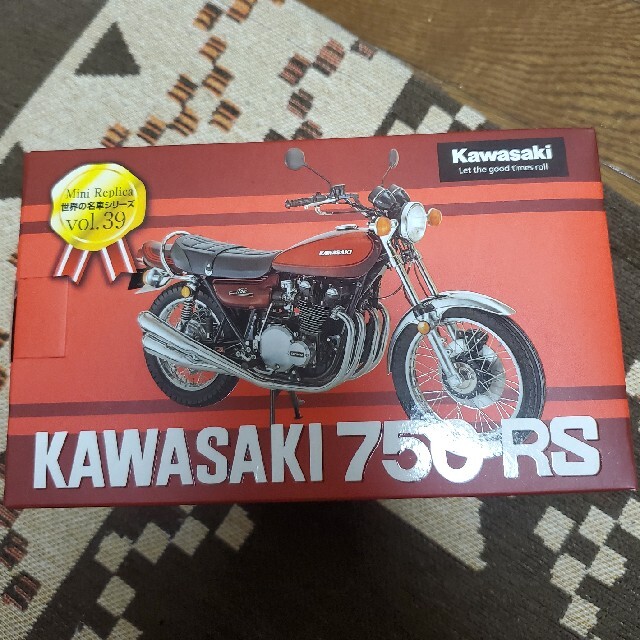 Mini Replica
世界の名車シリーズ
vol.39
Kawasaki
Let the good times roll
KAWASAKI
KAWASAKI 750 RS